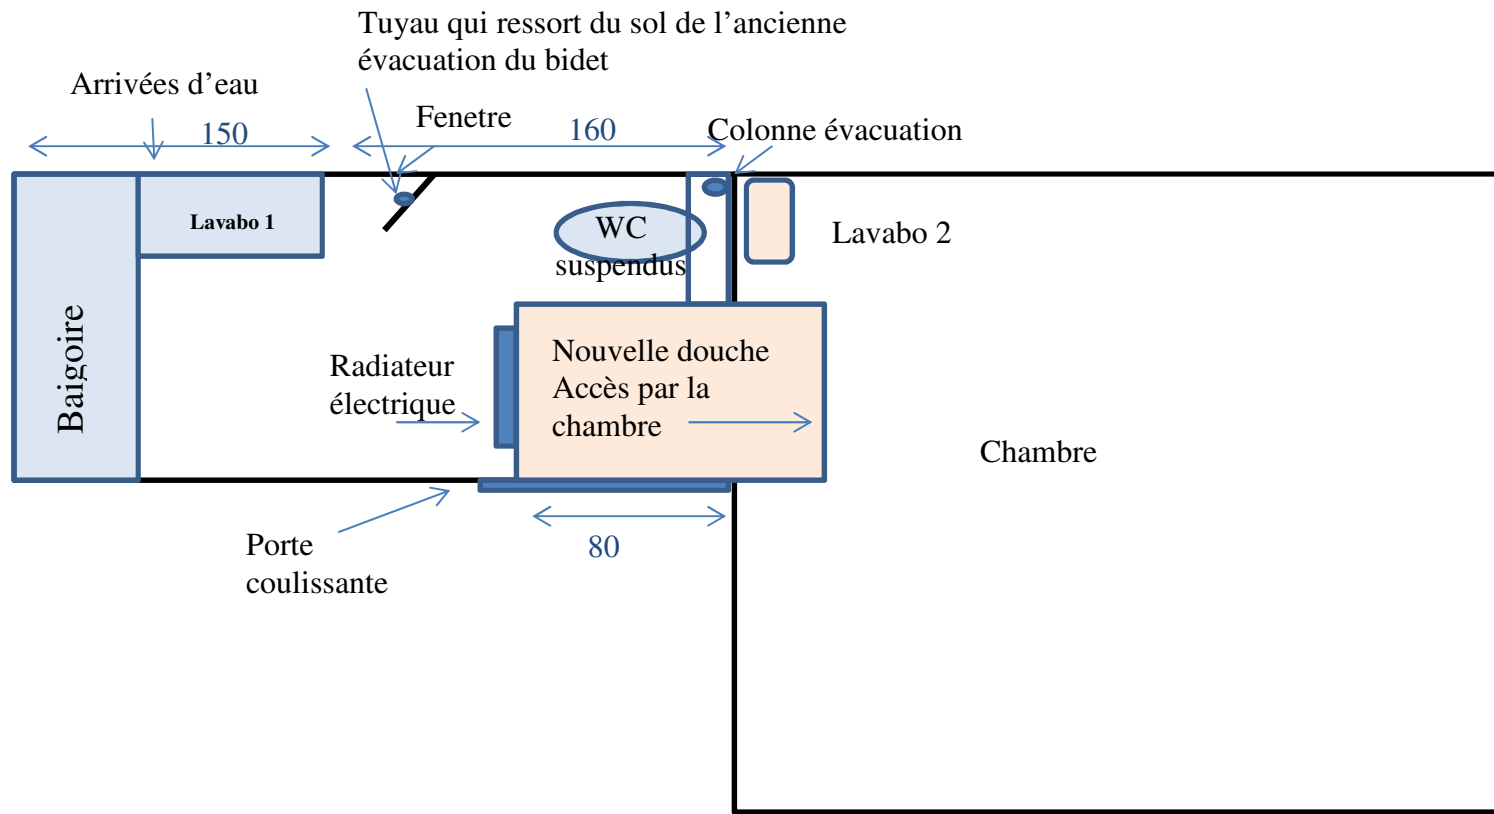 Tuyau qui ressort du sol de l’ancienne
évacuation du bidet
Arrivées d’eau
Fenetre
150
160
Colonne évacuation
Lavabo 1
WC
suspendus
Lavabo 2
Baigoire
Radiateur
électrique
Nouvelle douche
Accès par la
chambre
Chambre
Porte
coulissante
80